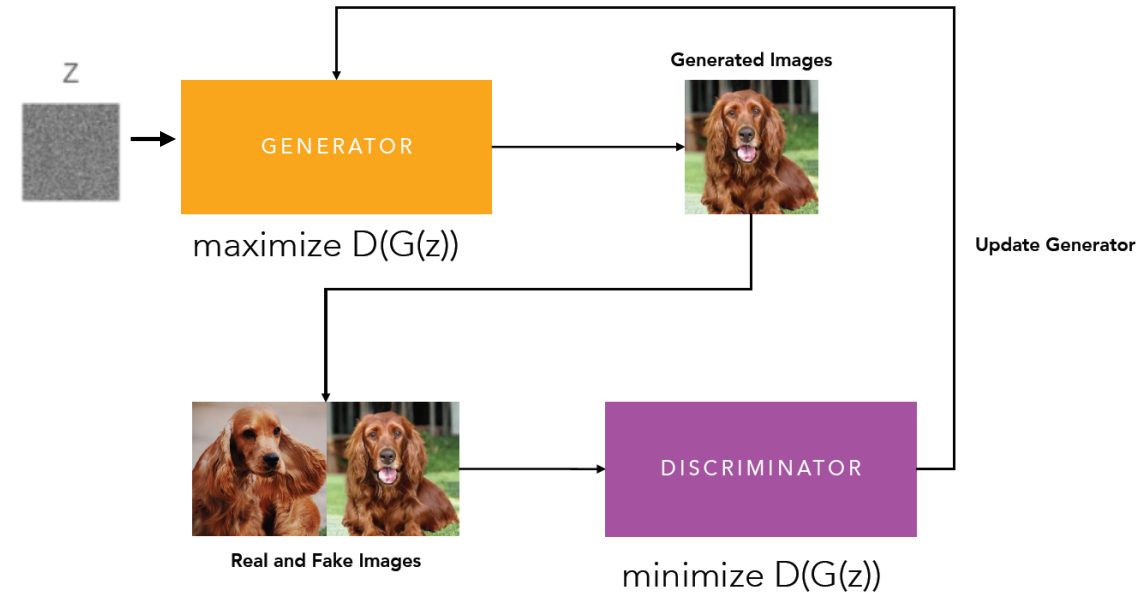 Z
Generated Images
GENERATOR
maximize D(G(z))
Update Generator
DISCRIMINATOR
Real and Fake Images
minimize D(G(z))